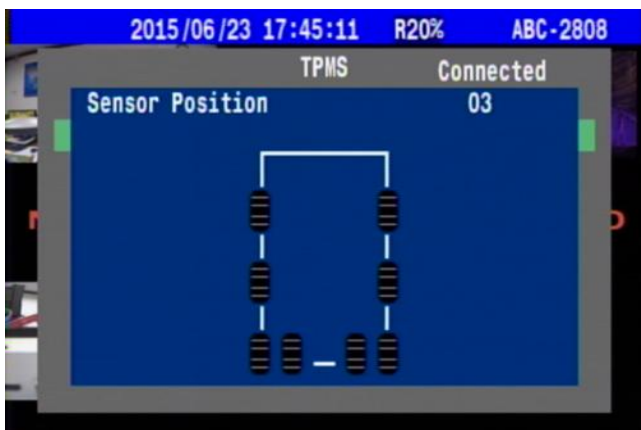 2015/06/23 17:45:11 R20% ABC-2808
TPMS Connected
Sensor Position 03